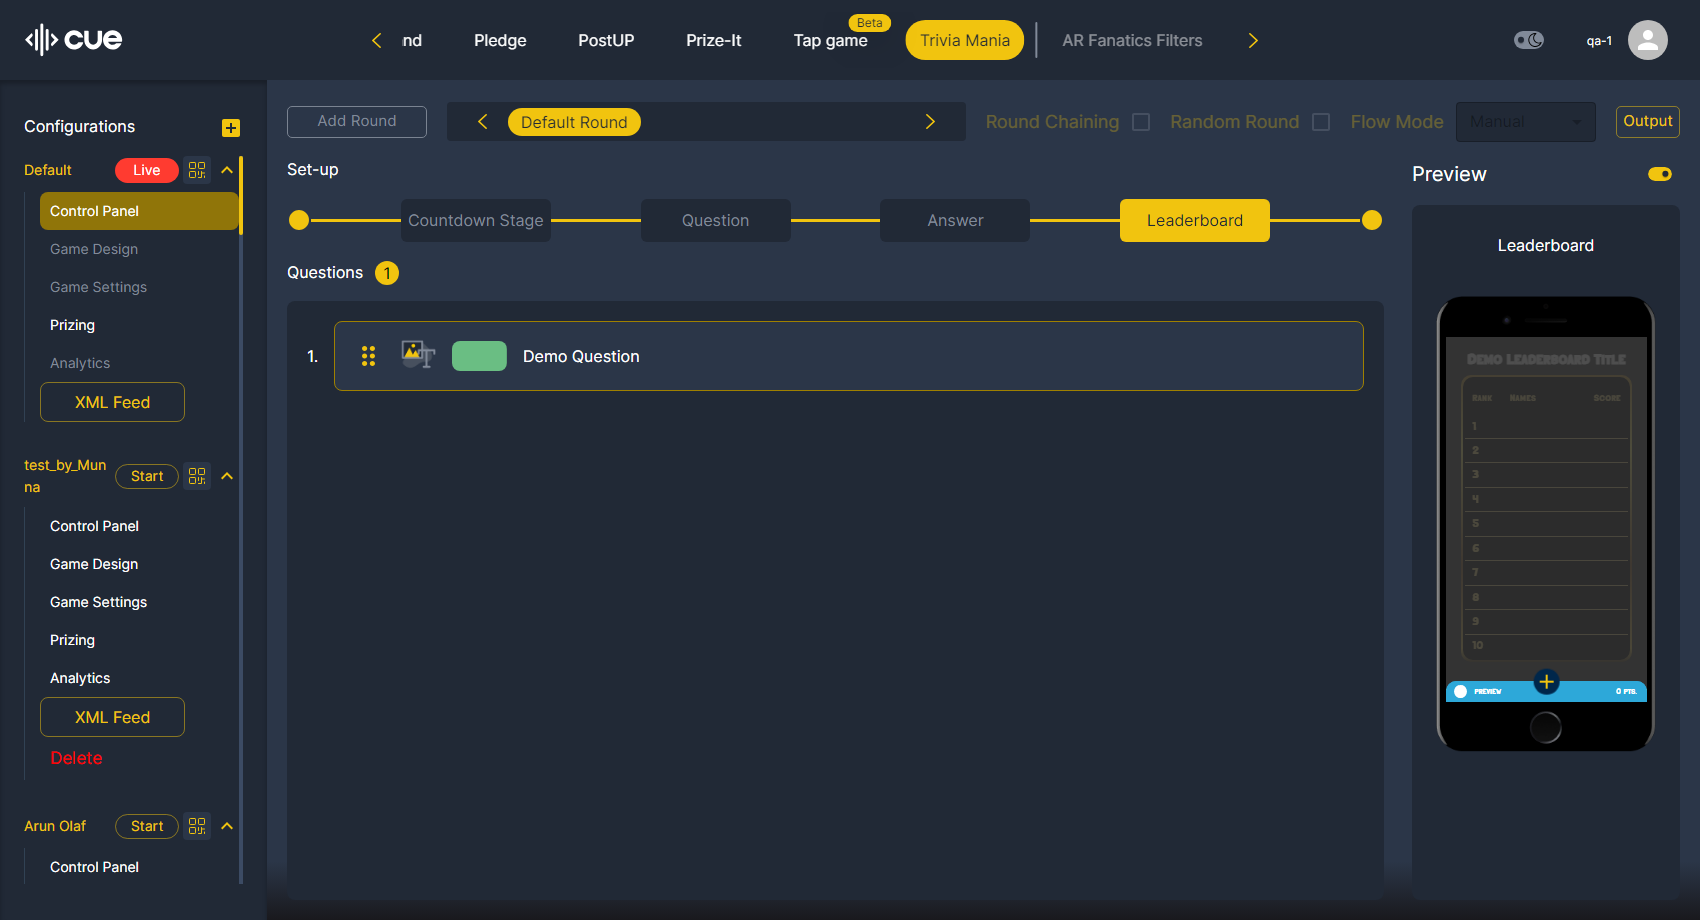 cue
nd
Pledge
PostUP
Prize-It
Tap game
Beta
Trivia Mania
AR Fanatics Filters
qa-1
Configurations
Default
Live
Control Panel
Game Design
Game Settings
Prizing
Analytics
XML Feed
test_by_Mun
na
Start
Control Panel
Game Design
Game Settings
Prizing
Analytics
XML Feed
Delete
Arun Olaf
Start
Control Panel
Add Round
Default Round
Round Chaining
Random Round
Flow Mode
Manual
Output
Set-up
Countdown Stage
Question
Answer
Leaderboard
Questions 1
1. Demo Question
Preview
Leaderboard
Demo Leaderboard Title
Rank Names Score
1
2
3
4
5
6
7
8
9
10
PREVIEW
0 PTS.